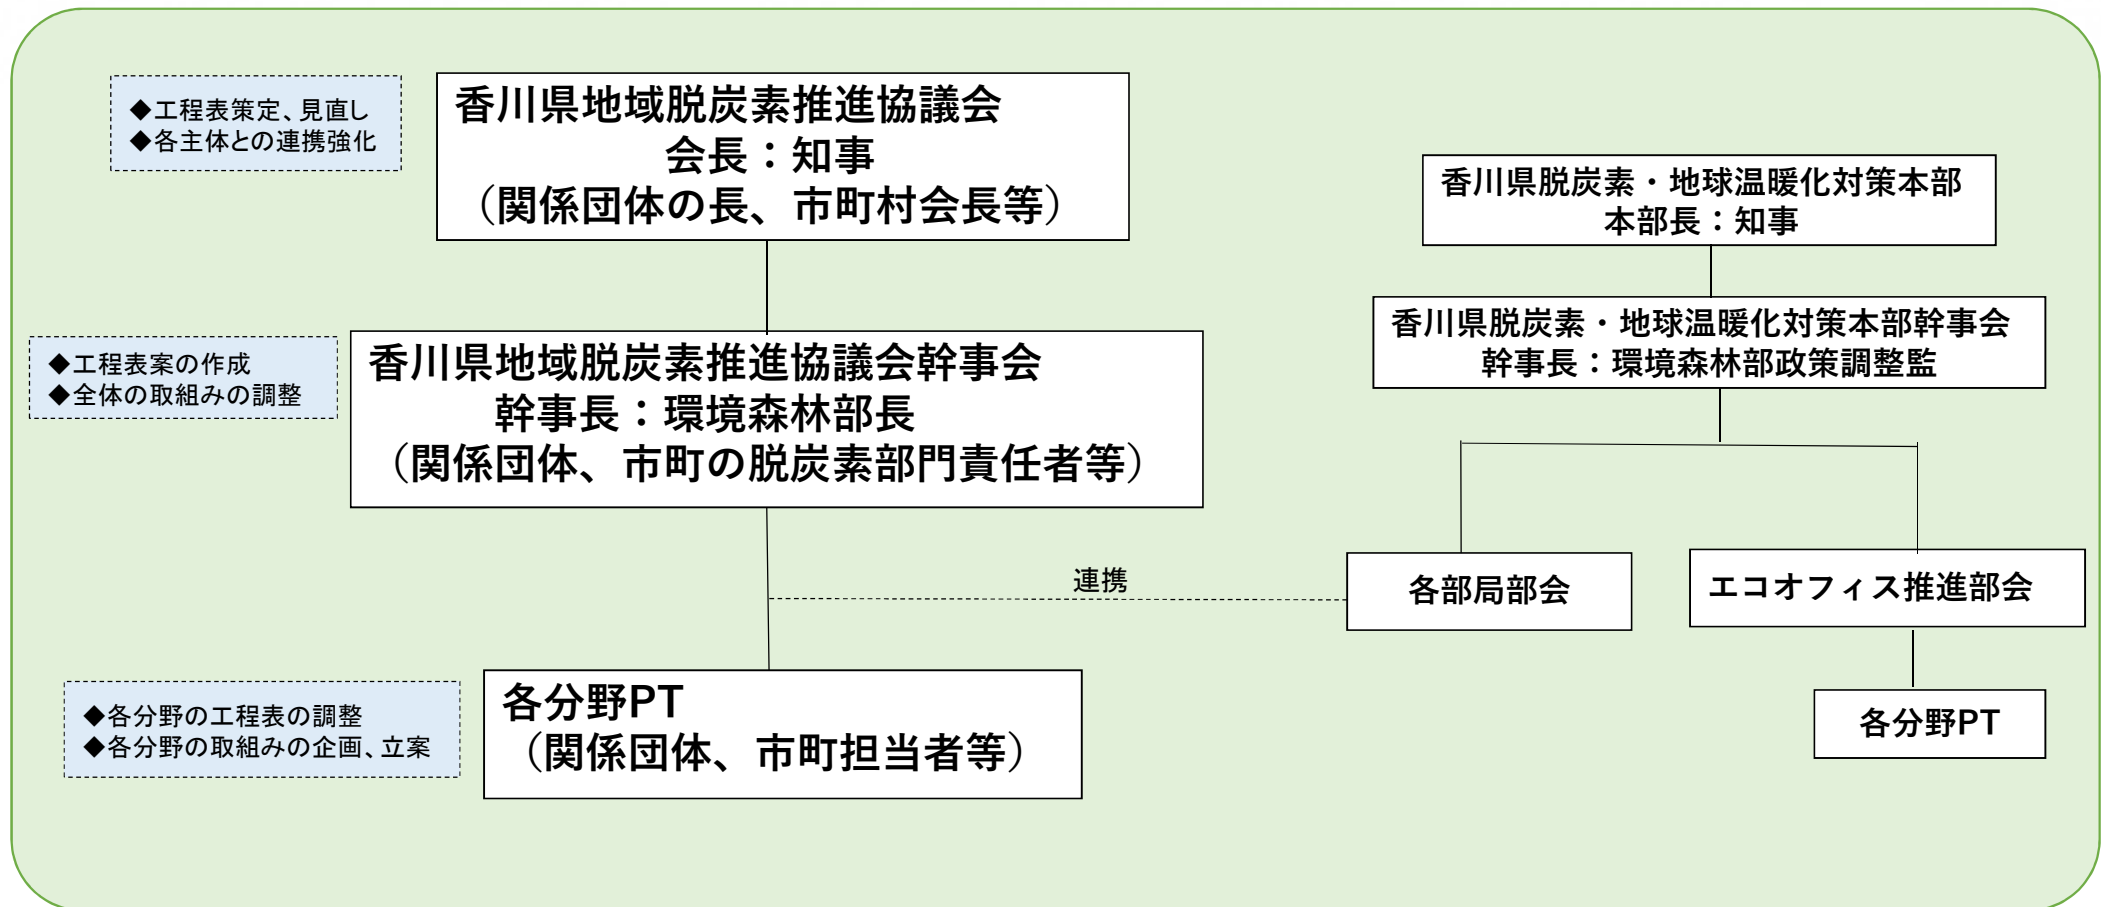 ◆工程表策定、見直し
◆各主体との連携強化
香川県地域脱炭素推進協議会
会長：知事
（関係団体の長、市町村会長等）
◆工程表案の作成
◆全体の取組みの調整
香川県地域脱炭素推進協議会幹事会
幹事長：環境森林部長
（関係団体、市町の脱炭素部門責任者等）
◆各分野の工程表の調整
◆各分野の取組みの企画、立案
各分野PT
（関係団体、市町担当者等）
連携
香川県脱炭素・地球温暖化対策本部
本部長：知事
香川県脱炭素・地球温暖化対策本部幹事会
幹事長：環境森林部政策調整監
各部局部会
エコオフィス推進部会
各分野PT